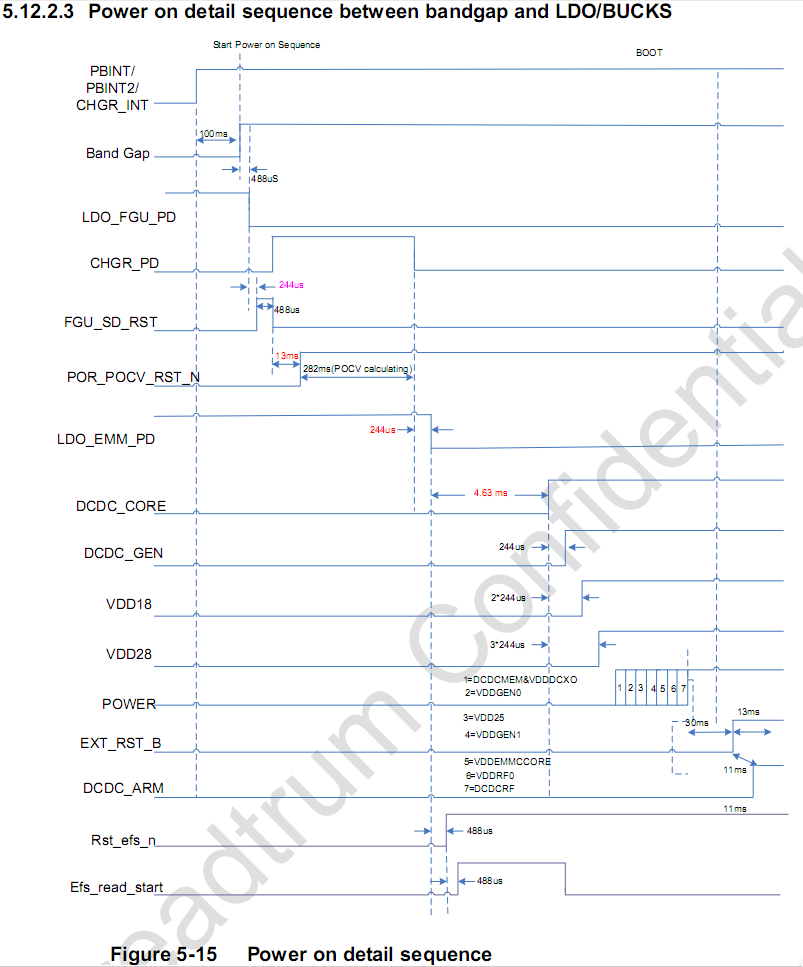 5.12.2.3 Power on detail sequence between bandgap and LDO/BUCKS
Start Power on Sequence
BOOT
PBINT/
PBINT2/
CHGR_INT
100ms
Band Gap
488uS
LDO_FGU_PD
CHGR_PD
244us
488us
FGU_SD_RST
13ms
282ms(POCV calculating)
POR_POCV_RST_N
244us
LDO_EMM_PD
4.63 ms
DCDC_CORE
244us
DCDC_GEN
2*244us
VDD18
3*244us
VDD28
1=DCDCMEM&VDDDCXO
1 2 3 4 5 6 7
2=VDDGEN0
POWER
13ms
3=VDD25
30ms
4=VDDGEN1
EXT_RST_B
5=VDDEMMCCORE
11ms
6=VDDRF0
DCDC_ARM
7=DCDCRF
11ms
488us
Rst_efs_n
488us
Efs_read_start
eadtrum Confidential
Figure 5-15 Power on detail sequence